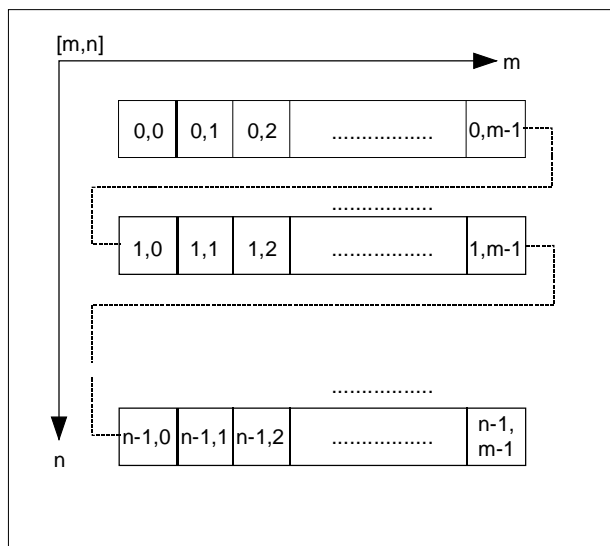 [m,n]
m
0,0 0,1 0,2 ................. 0,m-1
.................
1,0 1,1 1,2 ................. 1,m-1
.................
n-1,0 n-1,1 n-1,2 ................. n-1,
m-1
n